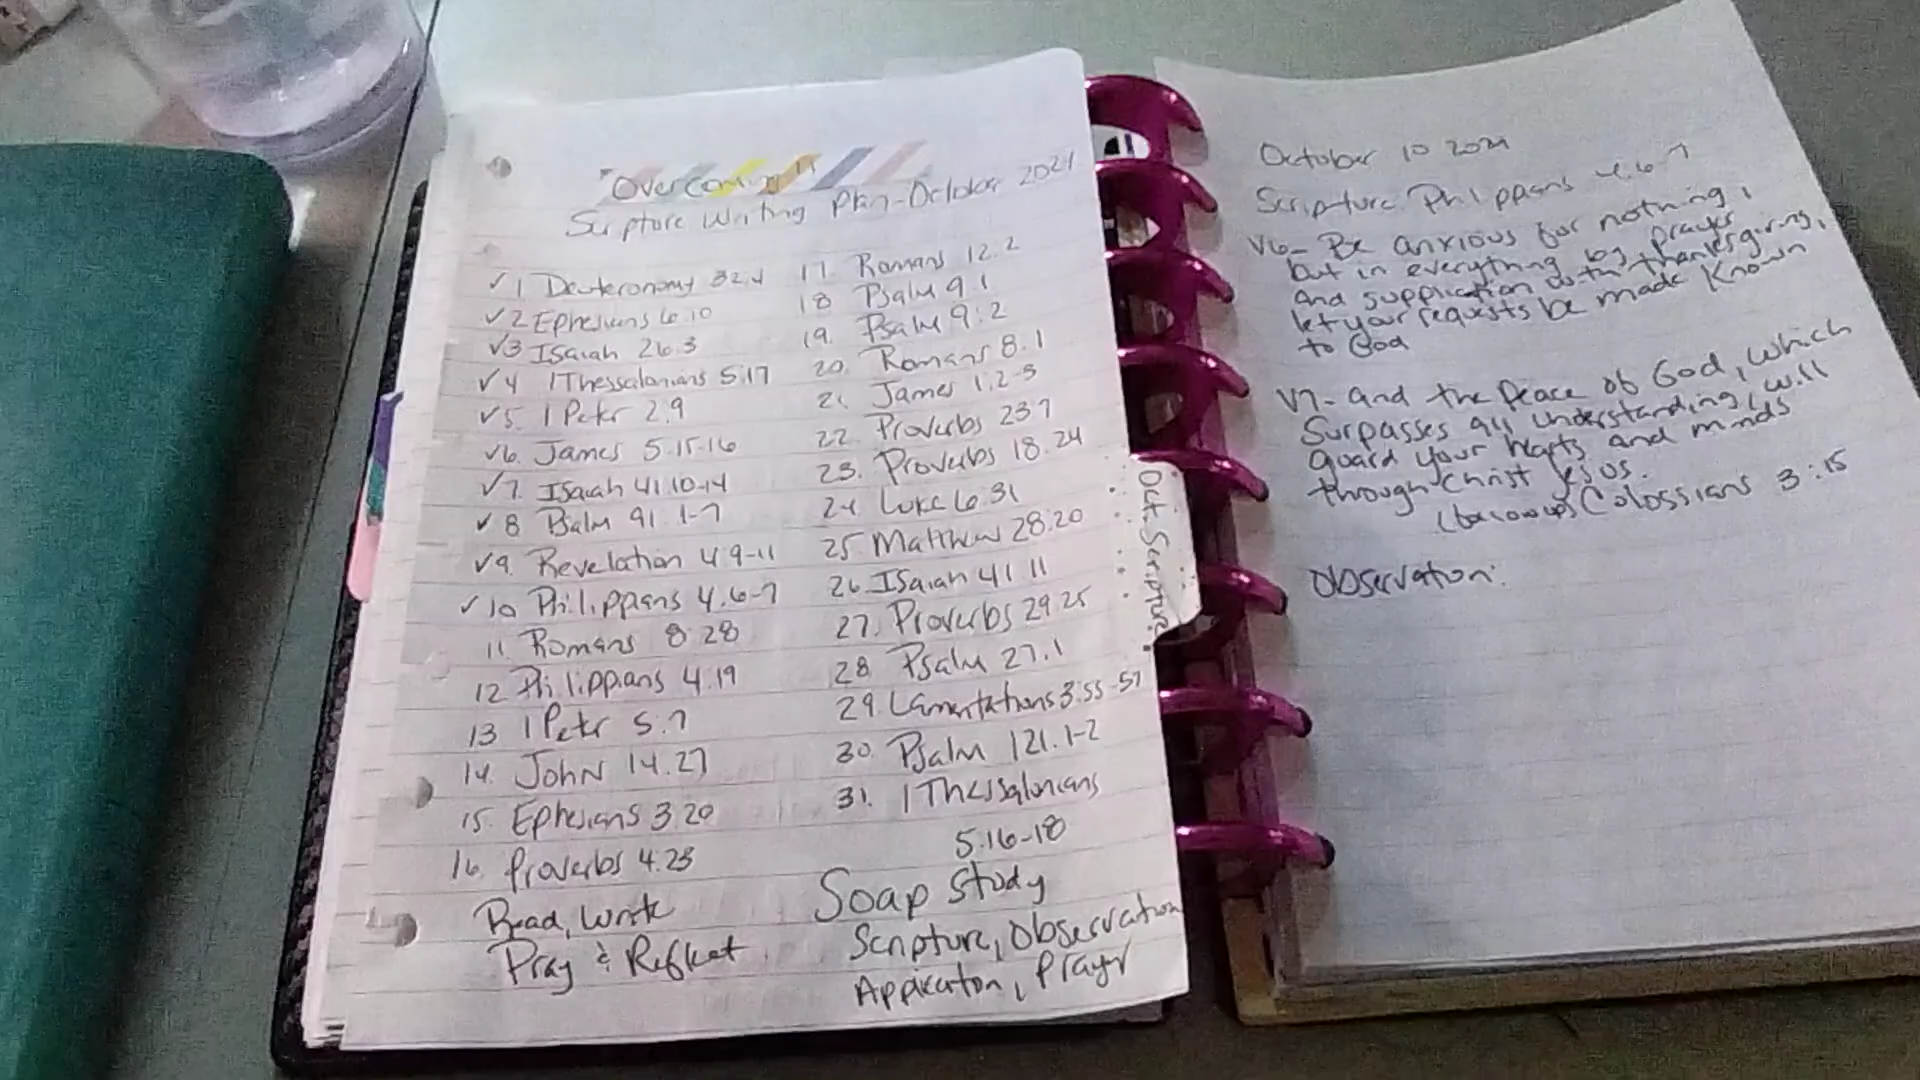 "Overcoming"
Scripture Writing Plan-October 2021
✓ 1 Deuteronomy 32.4
✓ 2 Ephesians 6.10
✓3 Isaiah 26.3
✓ 4 1 Thessalonians 5.17
✓5. 1 Peter 2.9
✓6. James 5.15-16
✓7. Isaiah 41.10-14
✓ 8 Psalm 91 1-7
✓9. Revelation 4 9-11
✓ 10 Philippians 4.6-7
11 Romans 8.28
12 Philippians 4.19
13 1 Peter 5.7
14. John 14.27
15. Ephesians 3.20
16. Proverbs 4.23
Read, Write
Pray & Reflect
17. Romans 12.2
18 Psalm 9 1
19. Psalm 9:2
20. Romans 8.1
21 James 1.2-3
22. Proverbs 23 7
23. Proverbs 18.24
24 Luke 6.31
25 Matthew 28.20
26. Isaiah 41 11
27. Proverbs 29.25
28 Psalm 27.1
29. Lamentations 3:55-57
30. Psalm 121.1-2
31. 1 Thessalonians
5.16-18
Soap Study
Scripture, Observation
Application, Prayer
Oct. Scripture
October 10 2021
Scripture: Philippians 4.6-7
V6- Be anxious for nothing,
but in everything by prayer
and supplication with thanksgiving,
let your requests be made known
to God
V7- and the Peace of God, which
surpasses all understanding, will
guard your hearts and minds
through Christ Jesus.
Colossians 3:15
Observation: